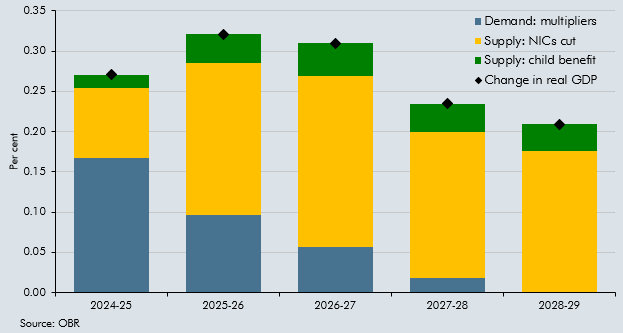 0.35
Demand: multipliers
Supply: NICs cut
Supply: child benefit
Change in real GDP
0.30
0.25
0.20
0.15
0.10
0.05
0.00
Per cent
2024-25 2025-26 2026-27 2027-28 2028-29
Source: OBR